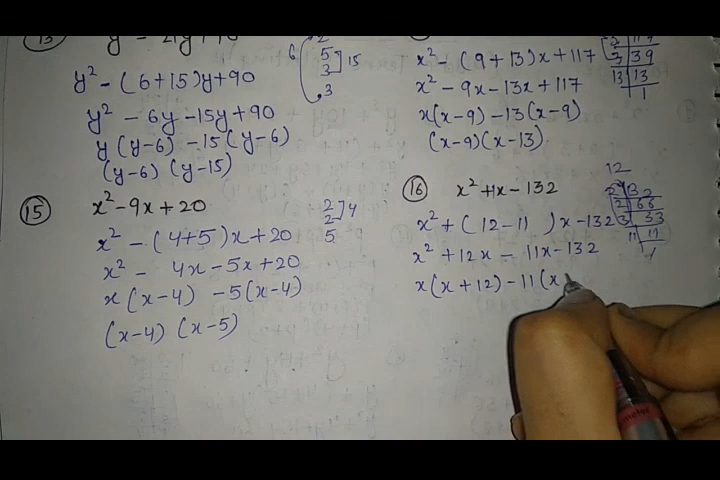 y² - (6+15)y+90
y² - 6y - 15y + 90
y (y-6) - 15 (y-6)
(y-6) (y-15)
6
5
3
15
3
x² - (9+13)x + 117
x² - 9x - 13x + 117
x(x-9) - 13 (x-9)
(x-9) (x-13)
39
13 13
1
15
x² - 9x + 20
x² - (4+5)x + 20
x² - 4x - 5x + 20
x (x-4) - 5 (x-4)
(x-4) (x-5)
2
2
4
5
16
x² + 1x - 132
x² + (12-11 )x - 132
x² + 12x - 11x - 132
x (x+12) - 11 (x
12
2 132
2 66
3 33
11 11
1